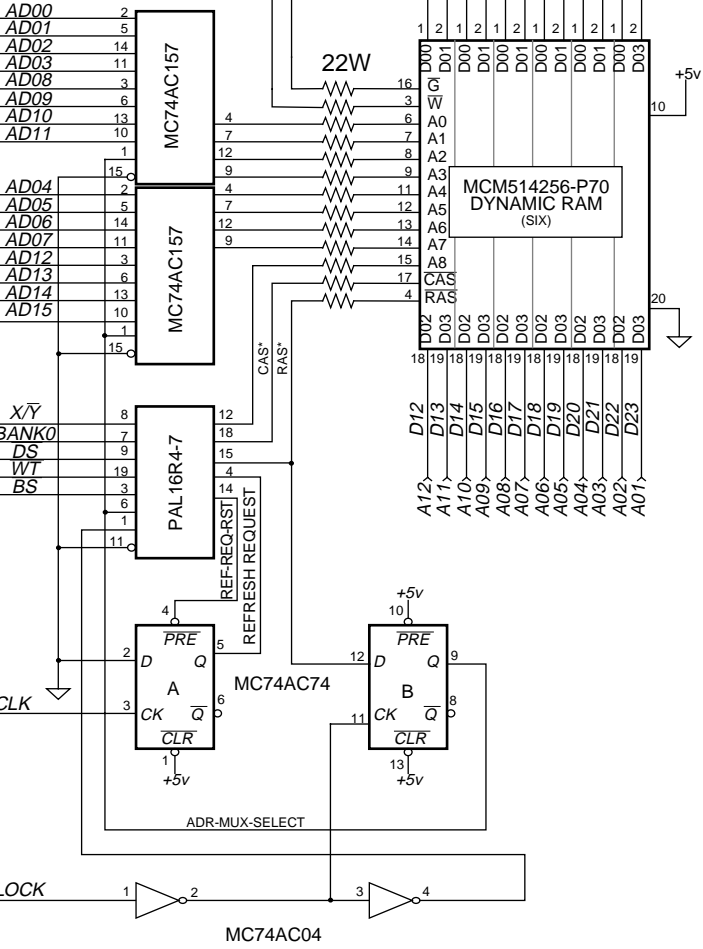 AD00 2
AD01 5
AD02 14
AD03 11
AD08 3
AD09 6
AD10 13
AD11 10
1
15
MC74AC157
4
7
12
9
AD04 2
AD05 5
AD06 14
AD07 11
AD12 3
AD13 6
AD14 13
AD15 10
1
15
MC74AC157
4
7
12
9
22W
1 2 1 2 1 2 1 2 1 2 1 2
D00 D01 D00 D01 D00 D01 D00 D01 D00 D01 D00 D03
16 G
3 W
6 A0
7 A1
8 A2
9 A3
11 A4
12 A5
13 A6
14 A7
15 A8
17 CAS
4 RAS
MCM514256-P70
DYNAMIC RAM
(SIX)
10
+5v
20
D02 D03 D02 D03 D02 D03 D02 D03 D02 D03 D02 D03
18 19 18 19 18 19 18 19 18 19 18 19
D12 D13 D14 D15 D16 D17 D18 D19 D20 D21 D22 D23
A12 A11 A10 A09 A08 A07 A06 A05 A04 A03 A02 A01
CAS*
RAS*
X/Y 8
BANK0 7
DS 9
WT 19
BS 3
6
1
11
PAL16R4-7
12
18
15
4
14
REF-REQ-RST
REFRESH REQUEST
4
PRE
2 D Q 5
A
CLK 3 CK Q 6
CLR
1
+5v
MC74AC74
+5v
10
PRE
12 D Q 9
B
11 CK Q 8
CLR
13
+5v
ADR-MUX-SELECT
LOCK 1 2 3 4
MC74AC04